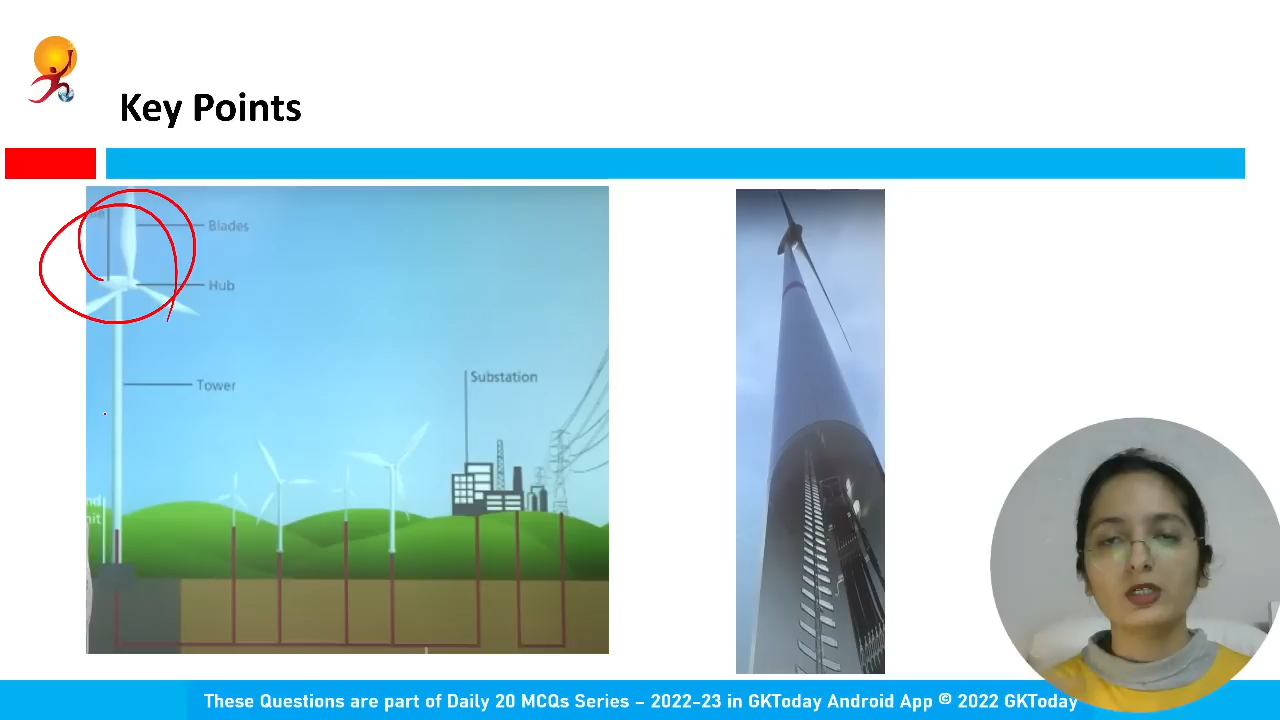 Key Points
Blades
Hub
Tower
Substation
These Questions are part of Daily 20 MCQs Series – 2022-23 in GKToday Android App © 2022 GKToday